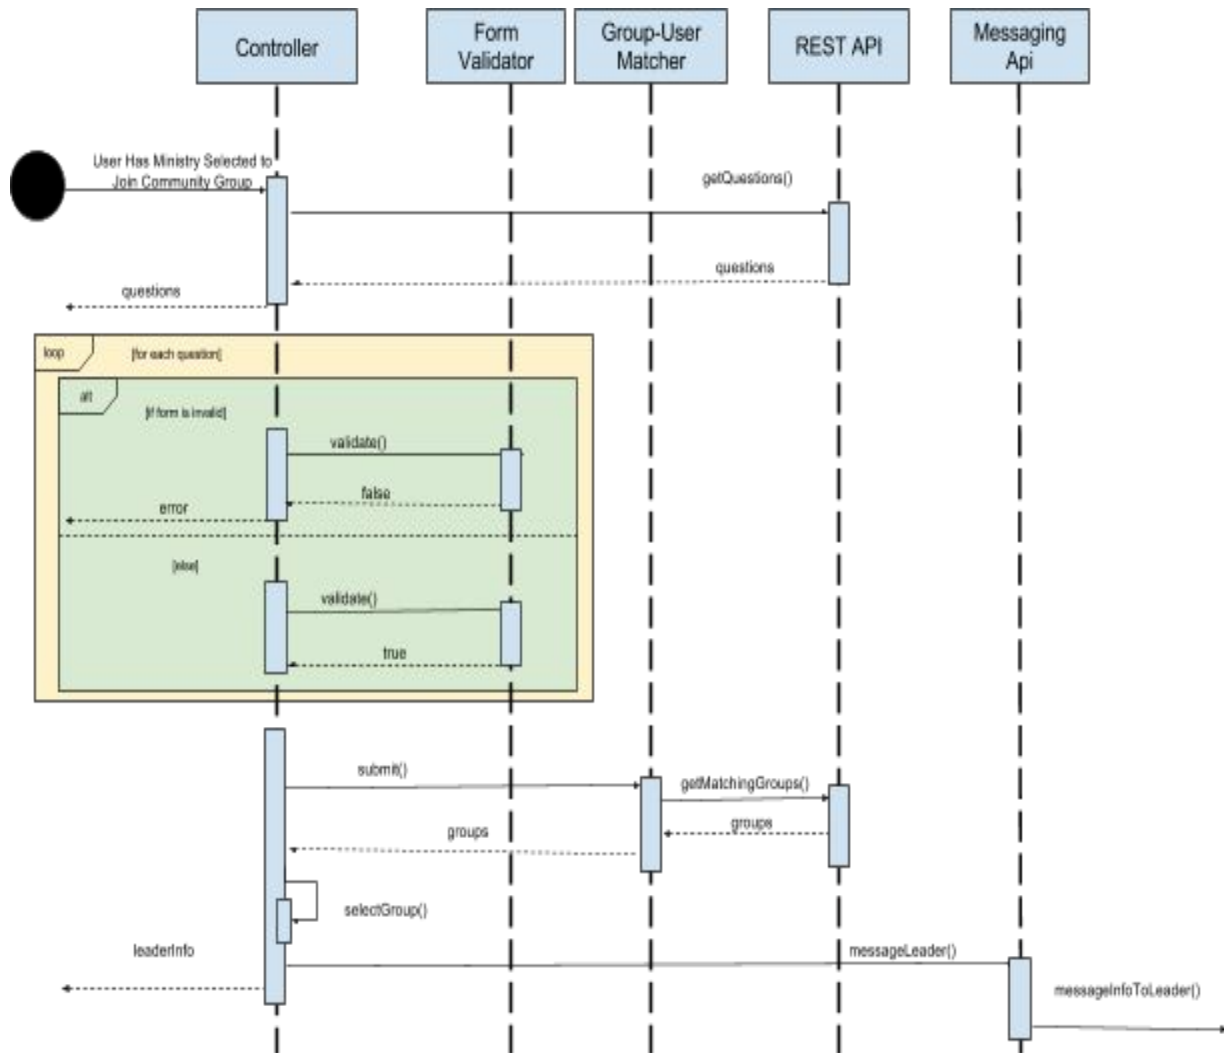 Controller
Form
Validator
Group-User
Matcher
REST API
Messaging
Api
User Has Ministry Selected to
Join Community Group
getQuestions()
questions
questions
loop
[for each question]
alt
[if form is invalid]
validate()
false
error
[else]
validate()
true
submit()
getMatchingGroups()
groups
groups
selectGroup()
leaderInfo
messageLeader()
messageInfoToLeader()